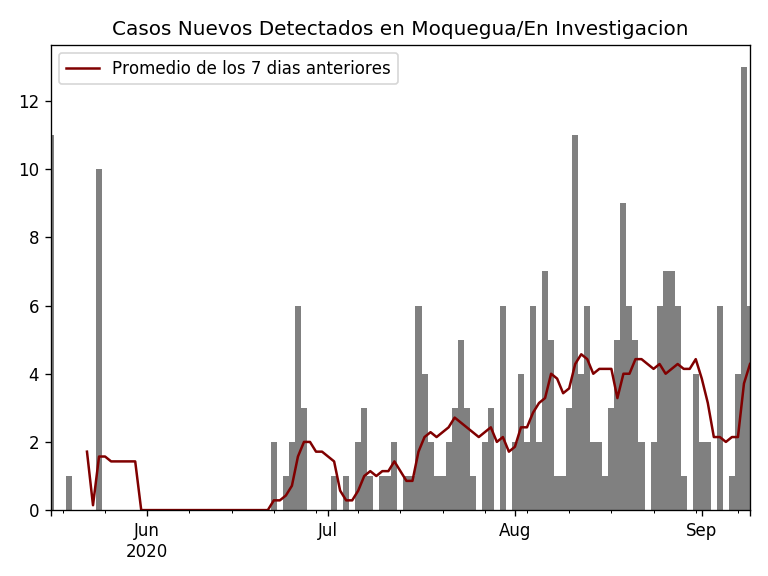 Casos Nuevos Detectados en Moquegua/En Investigacion
Promedio de los 7 dias anteriores
12
10
8
6
4
2
0
Jun
2020
Jul
Aug
Sep